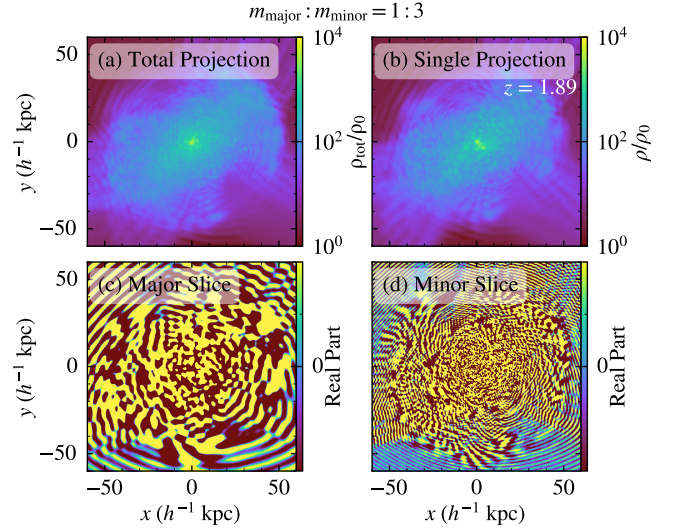 m_major : m_minor = 1 : 3
(a) Total Projection
(b) Single Projection
z = 1.89
50
0
−50
y (h⁻¹ kpc)
10⁴
10²
10⁰
ρ_tot/ρ₀
10⁴
10²
10⁰
ρ/ρ₀
(c) Major Slice
(d) Minor Slice
50
0
−50
y (h⁻¹ kpc)
0
Real Part
0
Real Part
−50
0
50
−50
0
50
x (h⁻¹ kpc)
x (h⁻¹ kpc)